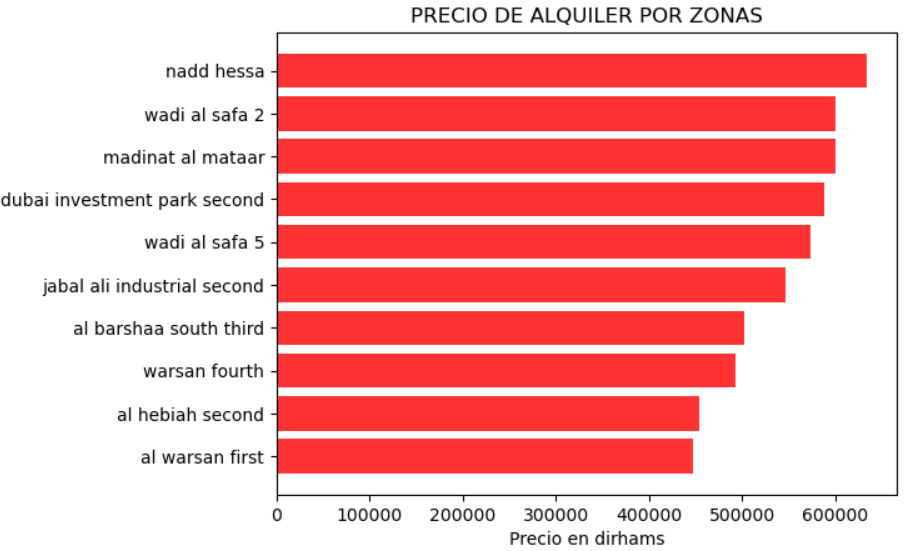 PRECIO DE ALQUILER POR ZONAS
nadd hessa
wadi al safa 2
madinat al mataar
dubai investment park second
wadi al safa 5
jabal ali industrial second
al barshaa south third
warsan fourth
al hebiah second
al warsan first
0 100000 200000 300000 400000 500000 600000
Precio en dirhams